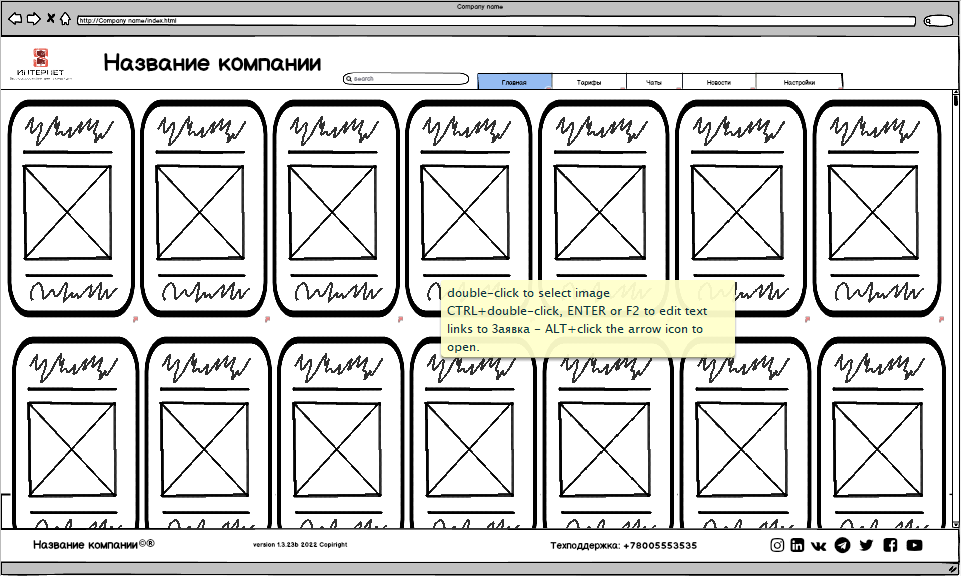 Company name
http://Company name/index.html
ИНТЕРНЕТ
Название компании
search
Главная
Тарифы
Чаты
Новости
Настройки
double-click to select image
CTRL+double-click, ENTER or F2 to edit text
links to Заявка - ALT+click the arrow icon to
open.
Название компании©®
version 1.3.23b 2022 Copiright
Техподдержка: +78005553535